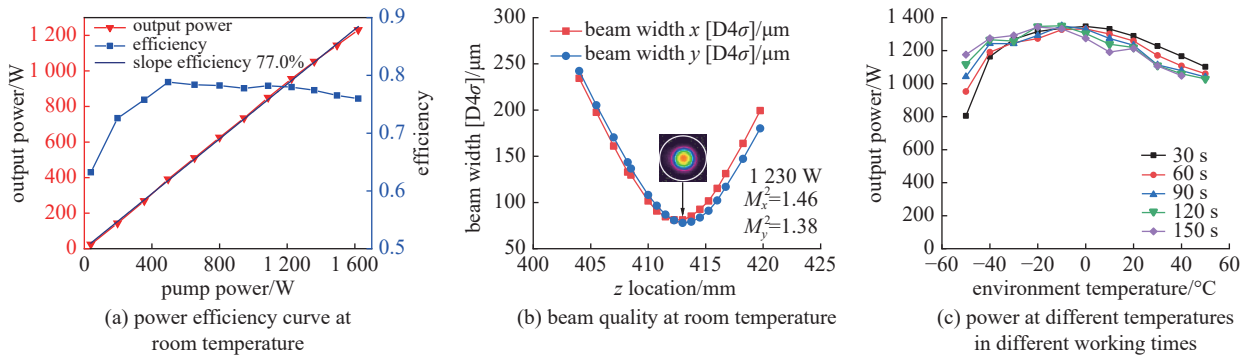 output power
efficiency
slope efficiency 77.0%
1 200
1 000
800
600
400
200
0
output power/W
0.9
0.8
0.7
0.6
0.5
efficiency
0 400 800 1 200 1 600
pump power/W
(a) power efficiency curve at
room temperature
beam width x [D4σ]/μm
beam width y [D4σ]/μm
300
250
200
150
100
50
beam width [D4σ]/μm
1 230 W
M²x=1.46
M²y=1.38
400 405 410 415 420 425
z location/mm
(b) beam quality at room temperature
1 400
1 200
1 000
800
600
400
200
0
output power/W
30 s
60 s
90 s
120 s
150 s
−60 −40 −20 0 20 40 60
environment temperature/°C
(c) power at different temperatures
in different working times